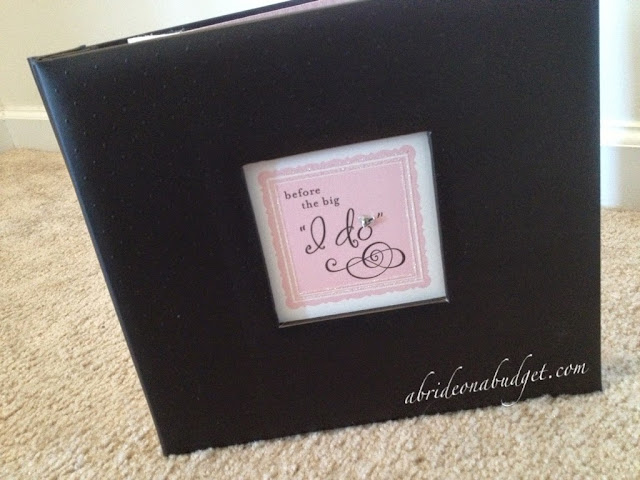 before
the big
"I do"
abrideonabudget.com